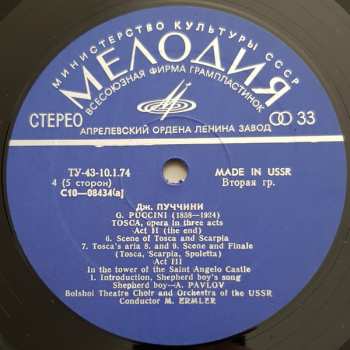 МИНИСТЕРСТВО КУЛЬТУРЫ СССР
МЕЛОДИЯ
ВСЕСОЮЗНАЯ ФИРМА ГРАМПЛАСТИНОК
СТЕРЕО
33
АПРЕЛЕВСКИЙ ОРДЕНА ЛЕНИНА ЗАВОД
ТУ-43-10.1.74
MADE IN USSR
4 (5 сторон)
Вторая гр.
С10—08434(а)
Дж. ПУЧЧИНИ
G. PUCCINI (1858—1924)
TOSCA, opera in three acts
Act II (the end)
6. Scene of Tosca and Scarpia
7. Tosca's aria 8. and 9. Scene and Finale
(Tosca, Scarpia, Spoletta)
Act III
In the tower of the Saint Angelo Castle
1. Introduction, Shepherd boy's song
Shepherd boy—A. PAVLOV
Bolshoi Theatre Choir and Orchestra of the USSR
Conductor M. ERMLER